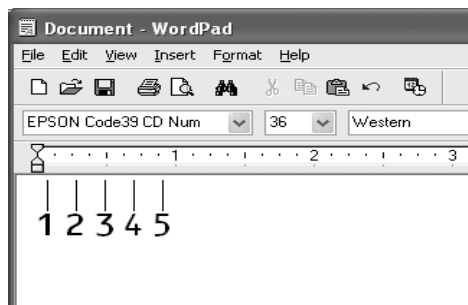 Document - WordPad
File Edit View Insert Format Help
EPSON Code39 CD Num 36 Western
1 2 3
1 2 3 4 5